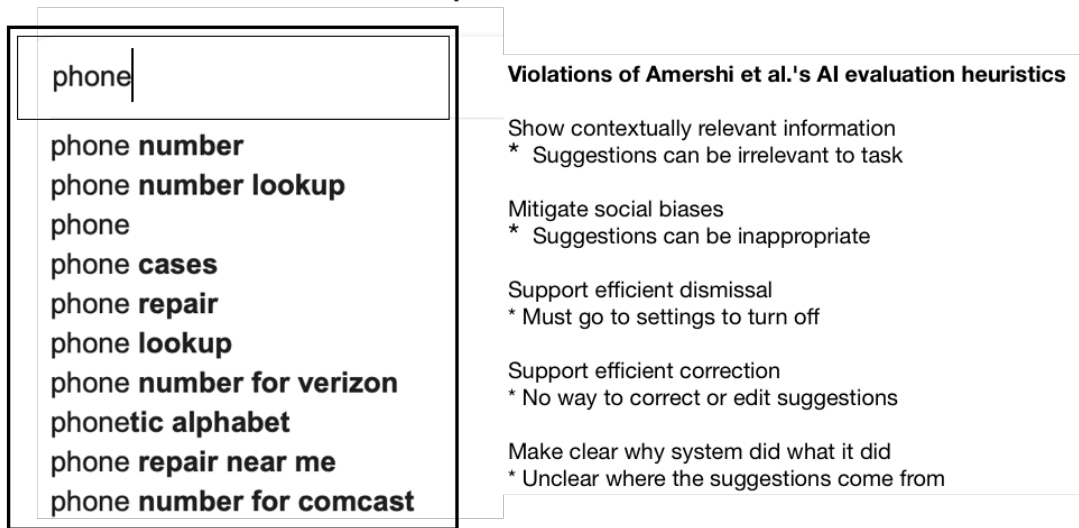 phone
phone number
phone number lookup
phone
phone cases
phone repair
phone lookup
phone number for verizon
phonetic alphabet
phone repair near me
phone number for comcast
Violations of Amershi et al.'s AI evaluation heuristics
Show contextually relevant information
* Suggestions can be irrelevant to task
Mitigate social biases
* Suggestions can be inappropriate
Support efficient dismissal
* Must go to settings to turn off
Support efficient correction
* No way to correct or edit suggestions
Make clear why system did what it did
* Unclear where the suggestions come from